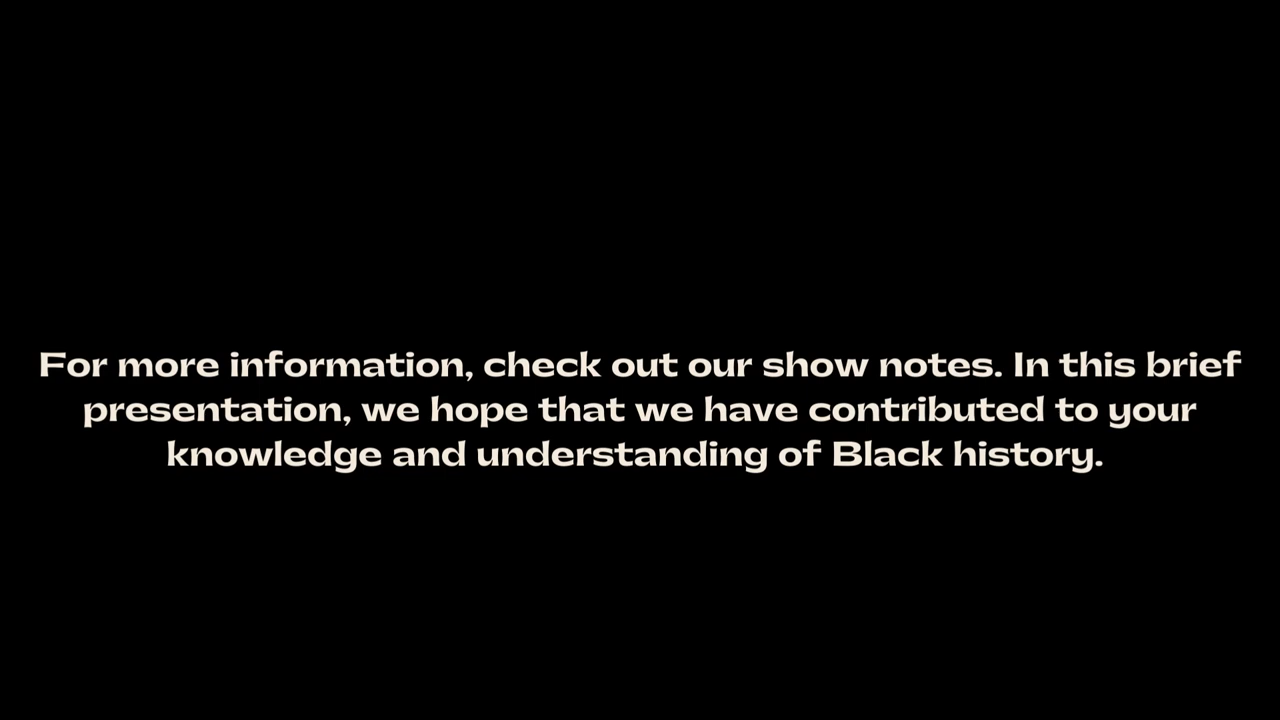 For more information, check out our show notes. In this brief
presentation, we hope that we have contributed to your
knowledge and understanding of Black history.